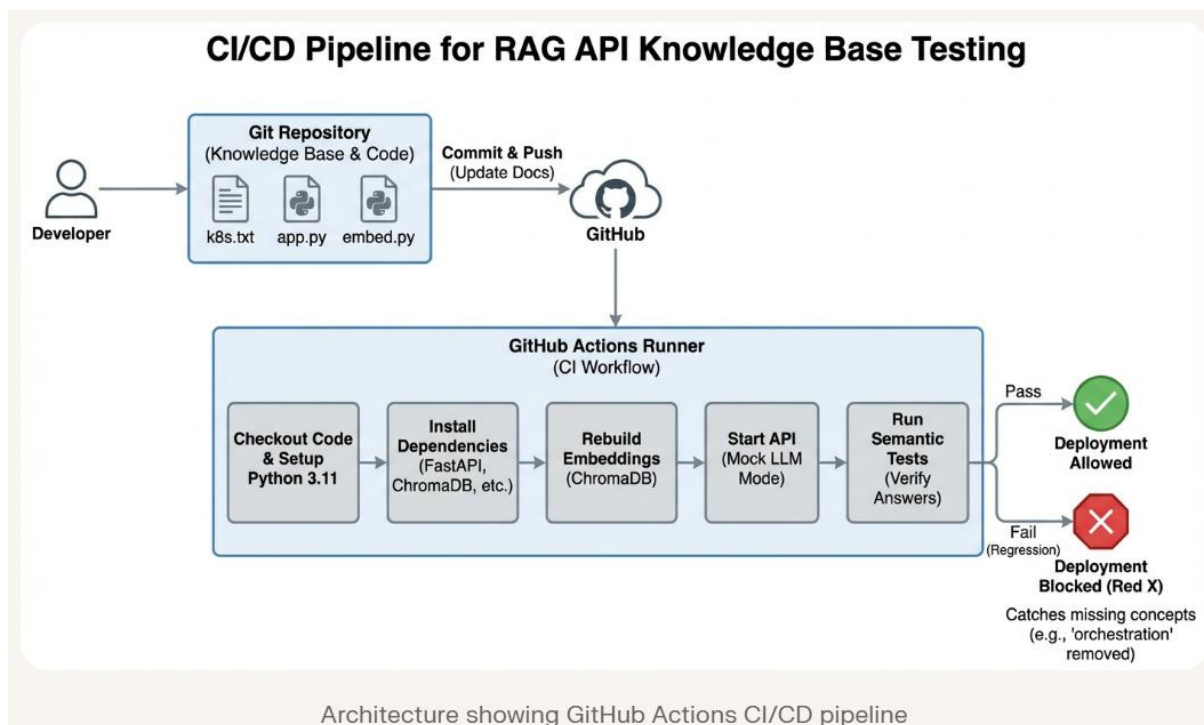 CI/CD Pipeline for RAG API Knowledge Base Testing
Developer
Git Repository
(Knowledge Base & Code)
k8s.txt
app.py
embed.py
Commit & Push
(Update Docs)
GitHub
GitHub Actions Runner
(CI Workflow)
Checkout Code
& Setup
Python 3.11
Install
Dependencies
(FastAPI,
ChromaDB, etc.)
Rebuild
Embeddings
(ChromaDB)
Start API
(Mock LLM
Mode)
Run
Semantic
Tests
(Verify
Answers)
Pass
Deployment
Allowed
Fail
(Regression)
Deployment
Blocked (Red X)
Catches missing concepts
(e.g., 'orchestration'
removed)
Architecture showing GitHub Actions CI/CD pipeline